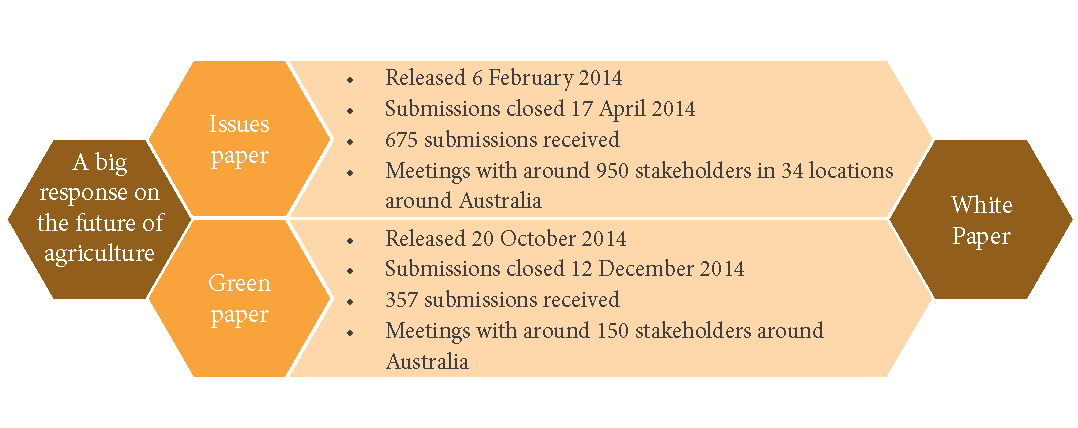 A big
response on
the future of
agriculture
Issues
paper
• Released 6 February 2014
• Submissions closed 17 April 2014
• 675 submissions received
• Meetings with around 950 stakeholders in 34 locations
around Australia
Green
paper
• Released 20 October 2014
• Submissions closed 12 December 2014
• 357 submissions received
• Meetings with around 150 stakeholders around
Australia
White
Paper